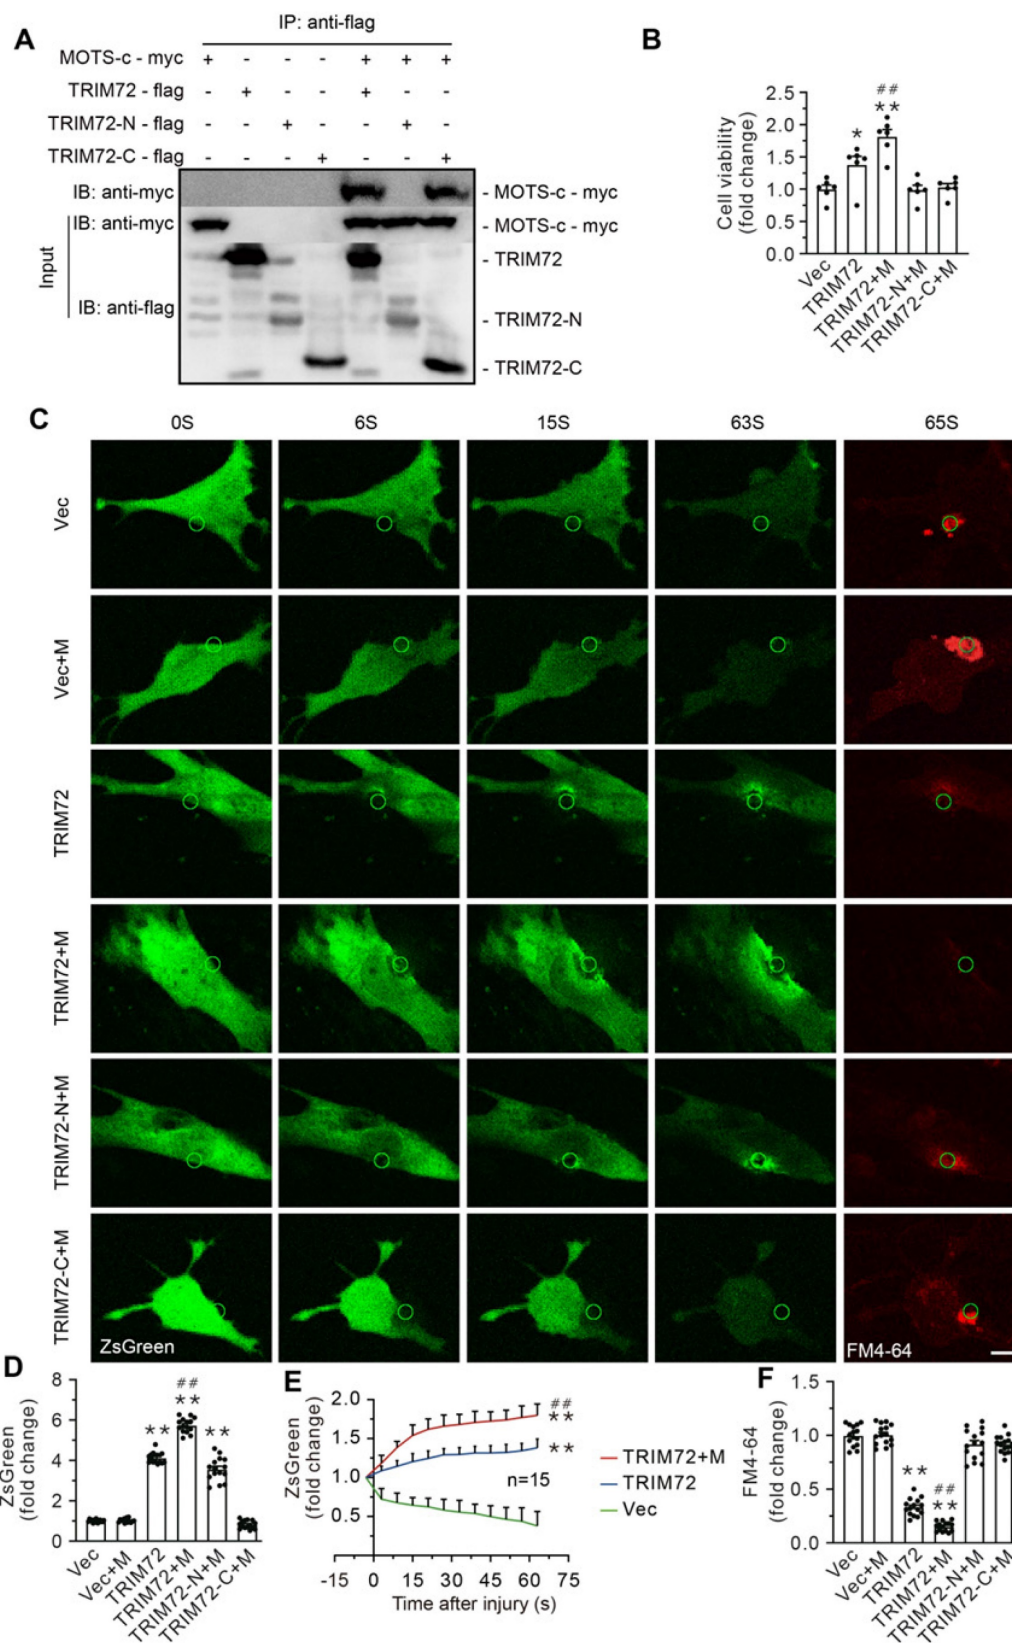 A
IP: anti-flag
MOTS-c - myc + - - - + + +
TRIM72 - flag - + - - + - -
TRIM72-N - flag - - + - - + -
TRIM72-C - flag - - - + - - +
IB: anti-myc - MOTS-c - myc
IB: anti-myc - MOTS-c - myc
Input
IB: anti-flag
- TRIM72
- TRIM72-N
- TRIM72-C
B
Cell viability
(fold change)
2.5
2.0
1.5
1.0
0.5
0.0
*
##
**
Vec
TRIM72
TRIM72+M
TRIM72-N+M
TRIM72-C+M
C
0S 6S 15S 63S 65S
Vec
Vec+M
TRIM72
TRIM72+M
TRIM72-N+M
TRIM72-C+M
ZsGreen
FM4-64
D
ZsGreen
(fold change)
8
6
4
2
0
**
##
**
**
Vec
Vec+M
TRIM72
TRIM72+M
TRIM72-N+M
TRIM72-C+M
E
ZsGreen
(fold change)
2.0
1.5
1.0
0.5
##
**
**
n=15
TRIM72+M
TRIM72
Vec
-15 0 15 30 45 60 75
Time after injury (s)
F
FM4-64
(fold change)
1.5
1.0
0.5
0.0
**
##
**
Vec
Vec+M
TRIM72
TRIM72+M
TRIM72-N+M
TRIM72-C+M